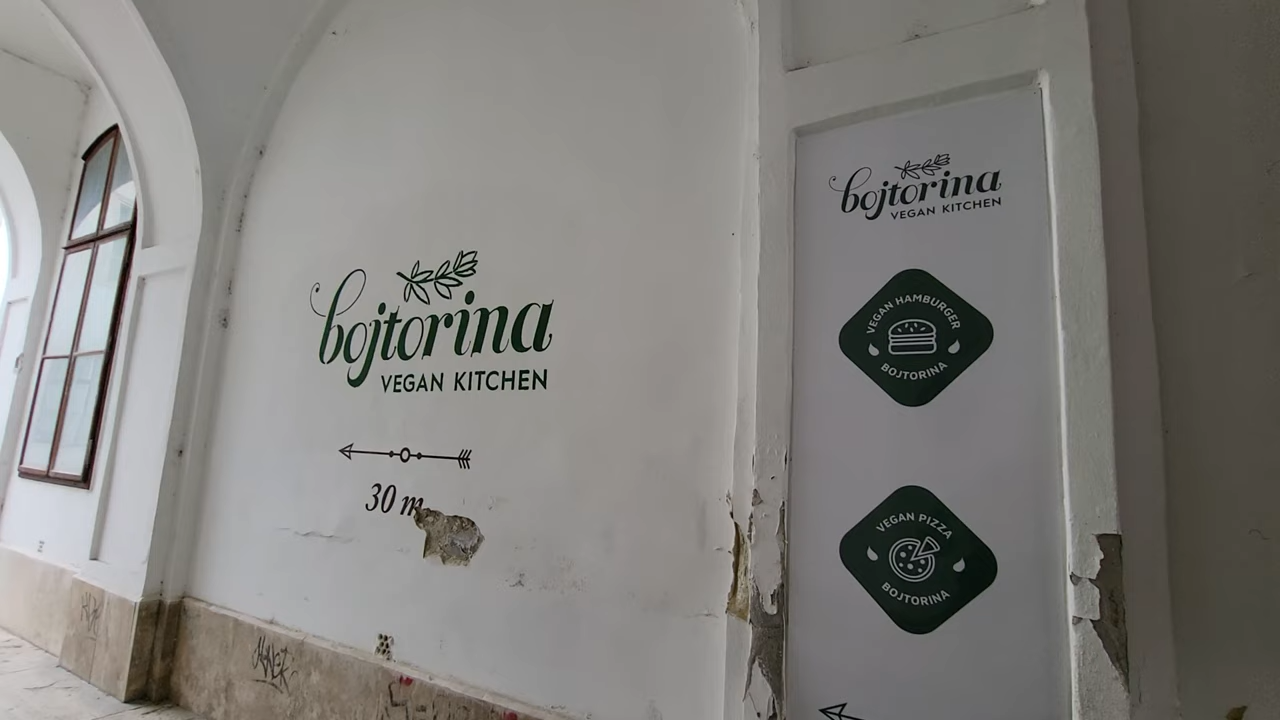 bojtorina
VEGAN KITCHEN
30 m
bojtorina
VEGAN KITCHEN
VEGAN HAMBURGER
BOJTORINA
VEGAN PIZZA
BOJTORINA